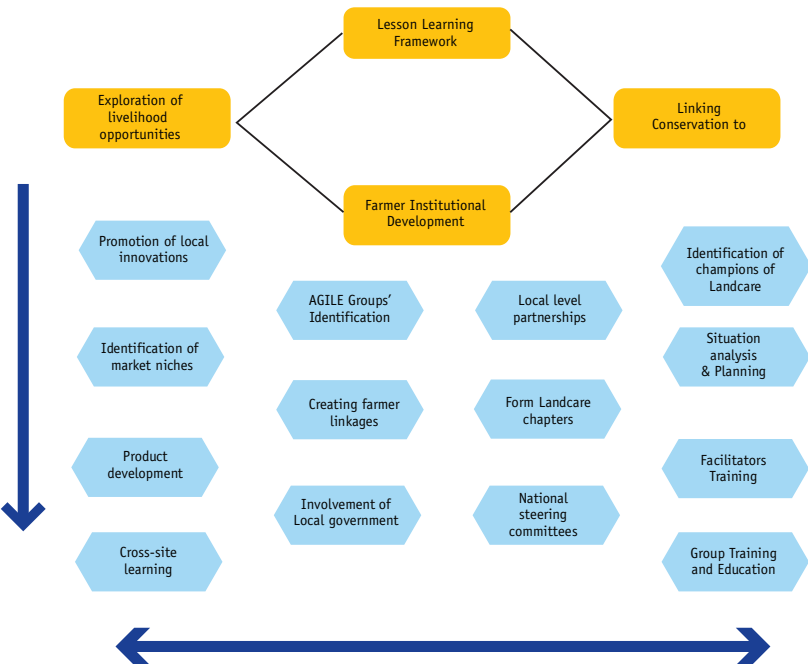 Lesson Learning
Framework
Exploration of
livelihood
opportunities
Linking
Conservation to
Farmer Institutional
Development
Promotion of local
innovations
Identification of
market niches
Product
development
Cross-site
learning
AGILE Groups’
Identification
Creating farmer
linkages
Involvement of
Local government
Local level
partnerships
Form Landcare
chapters
National
steering
committees
Identification of
champions of
Landcare
Situation
analysis
& Planning
Facilitators
Training
Group Training
and Education